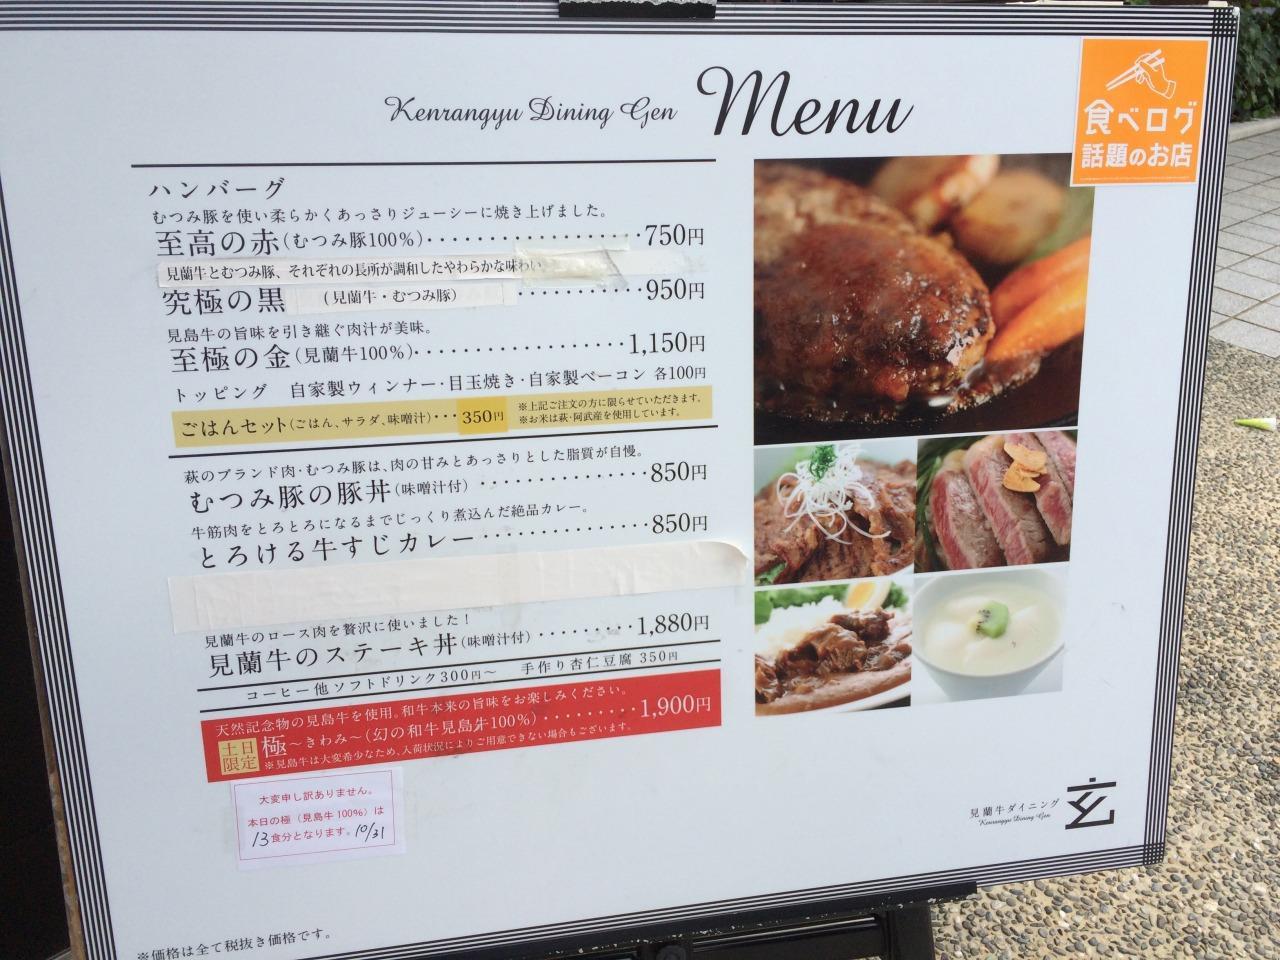 Kenrangyu Dining Gen Menu
食べログ
話題のお店
ハンバーグ
むつみ豚を使い柔らかくあっさりジューシーに焼き上げました。
至高の赤(むつみ豚100%)・・・・・・・・・・・・・・・・・・750円
見蘭牛とむつみ豚、それぞれの長所が調和したやわらかな味わい
究極の黒 (見蘭牛・むつみ豚)・・・・・・・・・・・950円
見島牛の旨味を引き継ぐ肉汁が美味。
至極の金(見蘭牛100%)・・・・・・・・・・・・・・・・・・1,150円
トッピング 自家製ウィンナー・目玉焼き・自家製ベーコン 各100円
ごはんセット(ごはん、サラダ、味噌汁)・・・350円
※上記ご注文の方に限らせていただきます。
※お米は萩・阿武産を使用しています。
萩のブランド肉・むつみ豚は、肉の甘みとあっさりとした脂質が自慢。
むつみ豚の豚丼(味噌汁付)・・・・・・・・・・・・・850円
牛筋肉をとろとろになるまでじっくり煮込んだ絶品カレー。
とろける牛すじカレー・・・・・・・・・・・・・850円
見蘭牛のロース肉を贅沢に使いました!
見蘭牛のステーキ丼(味噌汁付)・・・・・・・・1,880円
コーヒー他ソフトドリンク300円〜 手作り杏仁豆腐 350円
天然記念物の見島牛を使用。和牛本来の旨味をお楽しみください。
土日
限定
極〜きわみ〜(幻の和牛見島牛100%)・・・・・・・・・1,900円
※見島牛は大変希少なため、入荷状況によりご用意できない場合もございます。
大変申し訳ありません。
本日の極(見島牛100%)は
13食分となります。10/31
見蘭牛ダイニング 玄
Kenrangyu Dining Gen
※価格は全て税抜き価格です。